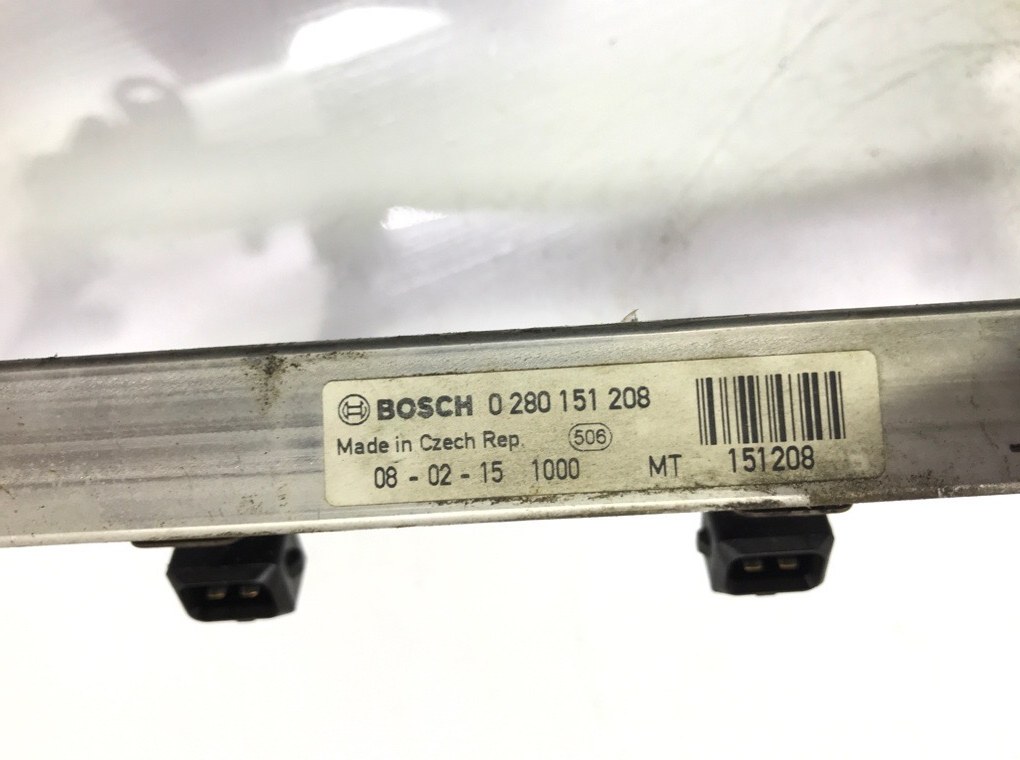 BOSCH 0 280 151 208
Made in Czech Rep. 506
08 - 02 - 15 1000 MT 151208